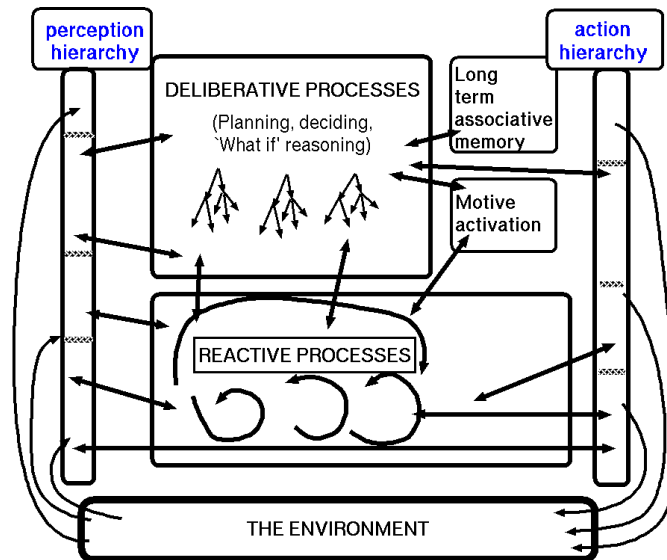 perception
hierarchy
action
hierarchy
DELIBERATIVE PROCESSES
(Planning, deciding,
`What if' reasoning)
Long
term
associative
memory
Motive
activation
REACTIVE PROCESSES
THE ENVIRONMENT